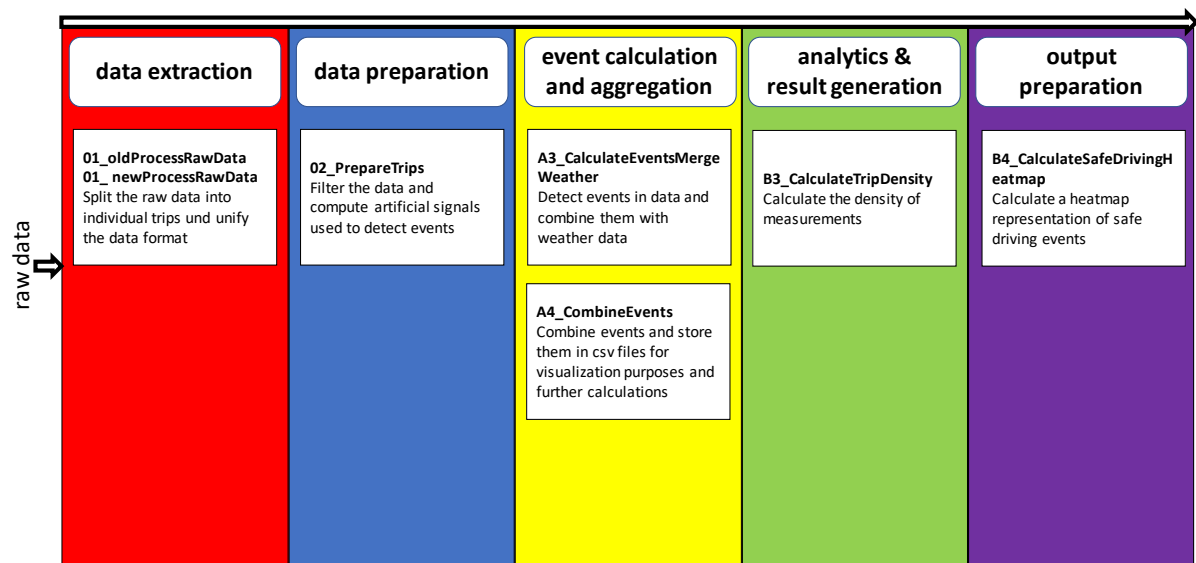 data extraction
data preparation
event calculation
and aggregation
analytics &
result generation
output
preparation
01_oldProcessRawData
01_ newProcessRawData
Split the raw data into
individual trips und unify
the data format
02_PrepareTrips
Filter the data and
compute artificial signals
used to detect events
A3_CalculateEventsMerge
Weather
Detect events in data and
combine them with
weather data
B3_CalculateTripDensity
Calculate the density of
measurements
B4_CalculateSafeDrivingH
eatmap
Calculate a heatmap
representation of safe
driving events
raw data
A4_CombineEvents
Combine events and store
them in csv files for
visualization purposes and
further calculations